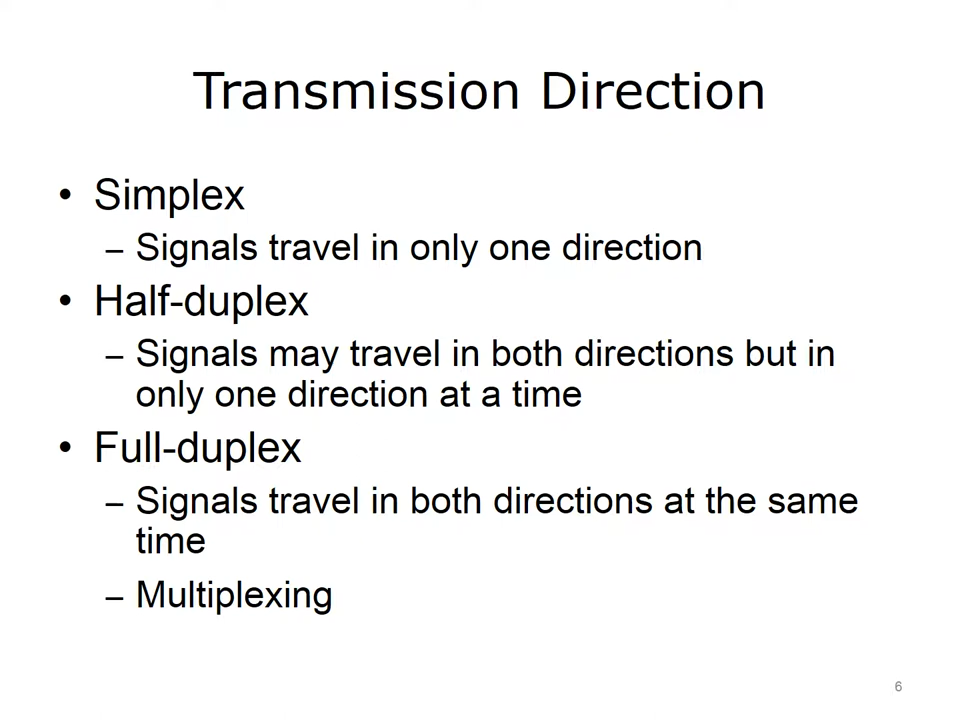 Transmission Direction
• Simplex
– Signals travel in only one direction
• Half-duplex
– Signals may travel in both directions but in
only one direction at a time
• Full-duplex
– Signals travel in both directions at the same
time
– Multiplexing
6